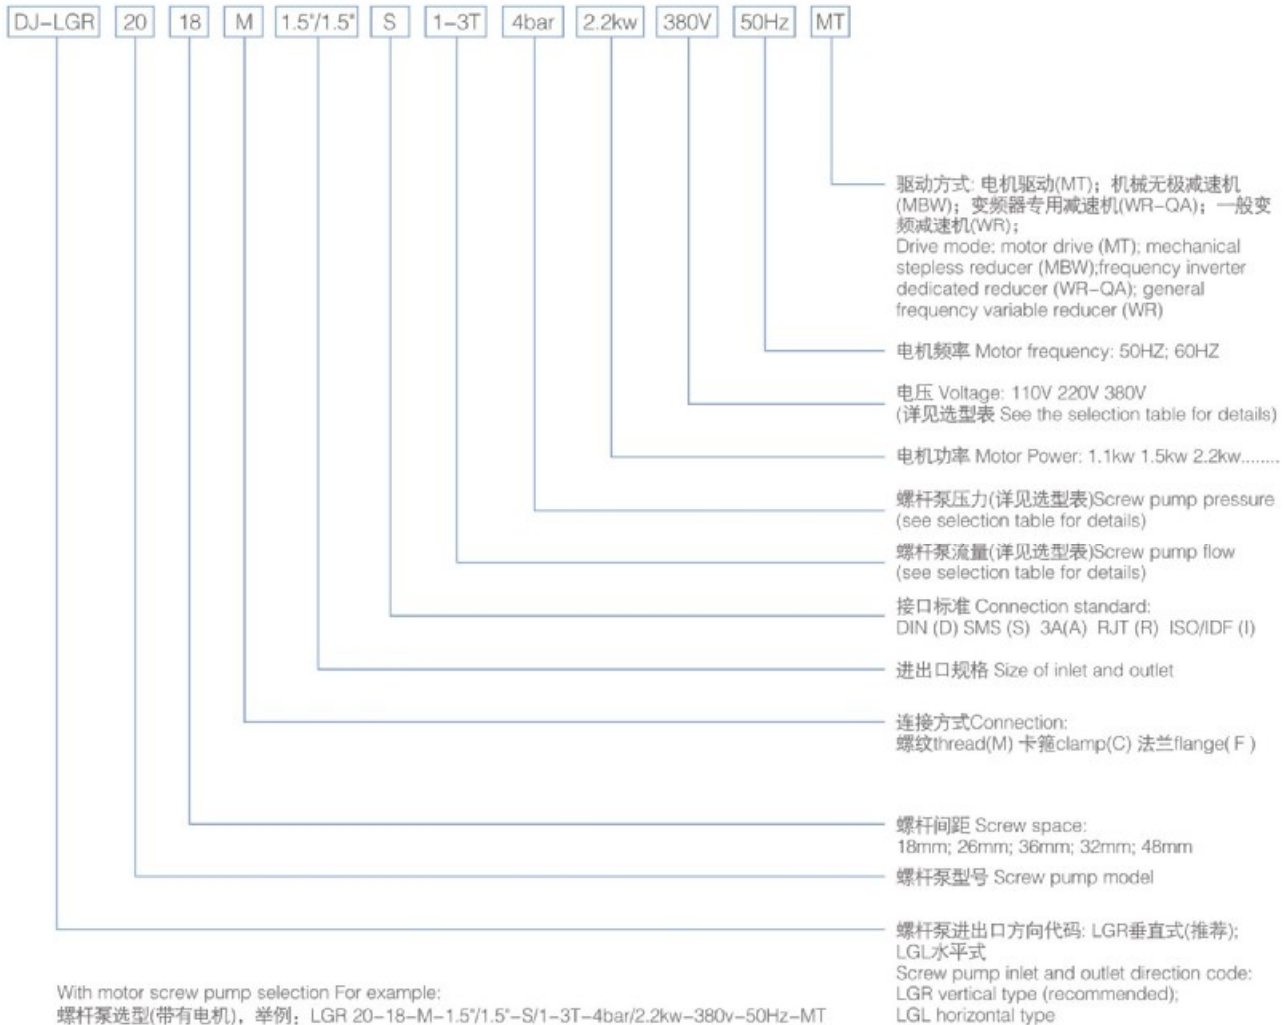 DJ-LGR 20 18 M 1.5"/1.5" S 1-3T 4bar 2.2kw 380V 50Hz MT
驱动方式: 电机驱动(MT)；机械无极减速机
(MBW)；变频器专用减速机(WR-QA)；一般变
频减速机(WR)；
Drive mode: motor drive (MT); mechanical
stepless reducer (MBW);frequency inverter
dedicated reducer (WR-QA); general
frequency variable reducer (WR)
电机频率 Motor frequency: 50HZ; 60HZ
电压 Voltage: 110V 220V 380V
(详见选型表 See the selection table for details)
电机功率 Motor Power: 1.1kw 1.5kw 2.2kw........
螺杆泵压力(详见选型表)Screw pump pressure
(see selection table for details)
螺杆泵流量(详见选型表)Screw pump flow
(see selection table for details)
接口标准 Connection standard:
DIN (D) SMS (S) 3A(A) RJT (R) ISO/IDF (I)
进出口规格 Size of inlet and outlet
连接方式Connection:
螺纹thread(M) 卡箍clamp(C) 法兰flange( F )
螺杆间距 Screw space:
18mm; 26mm; 36mm; 32mm; 48mm
螺杆泵型号 Screw pump model
螺杆泵进出口方向代码: LGR垂直式(推荐);
LGL水平式
Screw pump inlet and outlet direction code:
LGR vertical type (recommended);
LGL horizontal type
With motor screw pump selection For example:
螺杆泵选型(带有电机)，举例；LGR 20-18-M-1.5"/1.5"-S/1-3T-4bar/2.2kw-380v-50Hz-MT